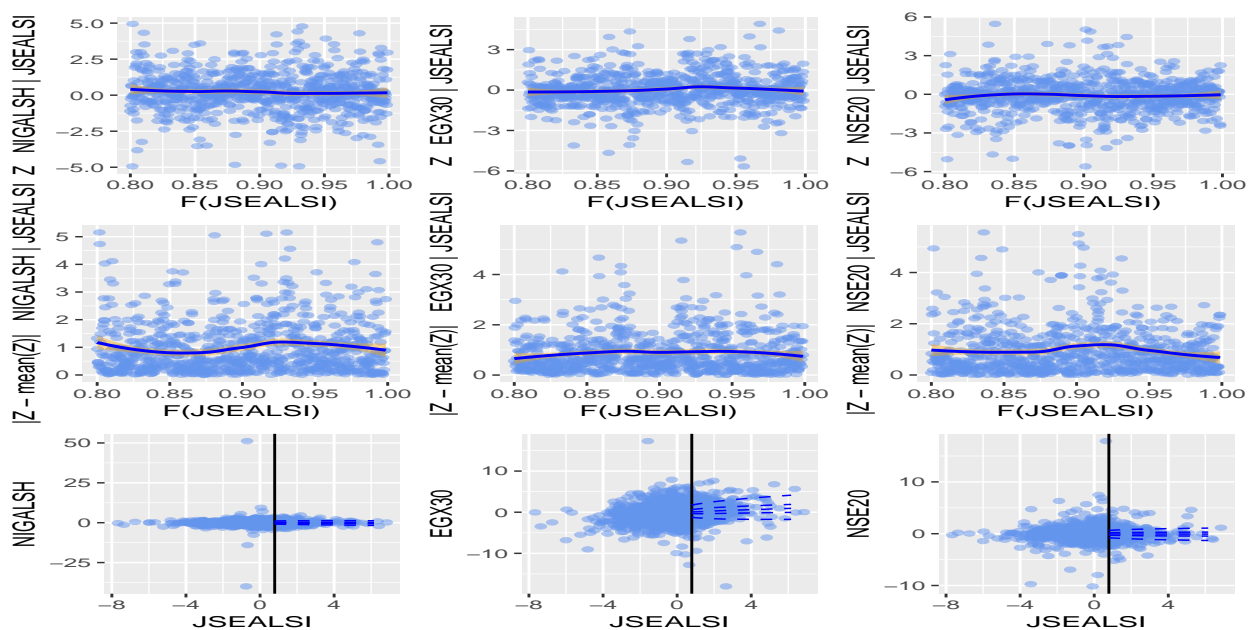 Z   NIGALSH | JSEALSI
5.0
2.5
0.0
−2.5
−5.0
0.80 0.85 0.90 0.95 1.00
F(JSEALSI)
Z   EGX30 | JSEALSI
3
0
−3
−6
0.80 0.85 0.90 0.95 1.00
F(JSEALSI)
Z   NSE20 | JSEALSI
6
3
0
−3
−6
0.80 0.85 0.90 0.95 1.00
F(JSEALSI)
|Z − mean(Z)|   NIGALSH | JSEALSI
5
4
3
2
1
0
0.80 0.85 0.90 0.95 1.00
F(JSEALSI)
|Z − mean(Z)|   EGX30 | JSEALSI
4
2
0
0.80 0.85 0.90 0.95 1.00
F(JSEALSI)
|Z − mean(Z)|   NSE20 | JSEALSI
6
4
2
0
0.80 0.85 0.90 0.95 1.00
F(JSEALSI)
NIGALSH
50
25
0
−25
−8 −4 0 4
JSEALSI
EGX30
10
0
−10
−8 −4 0 4
JSEALSI
NSE20
10
0
−10
−8 −4 0 4
JSEALSI